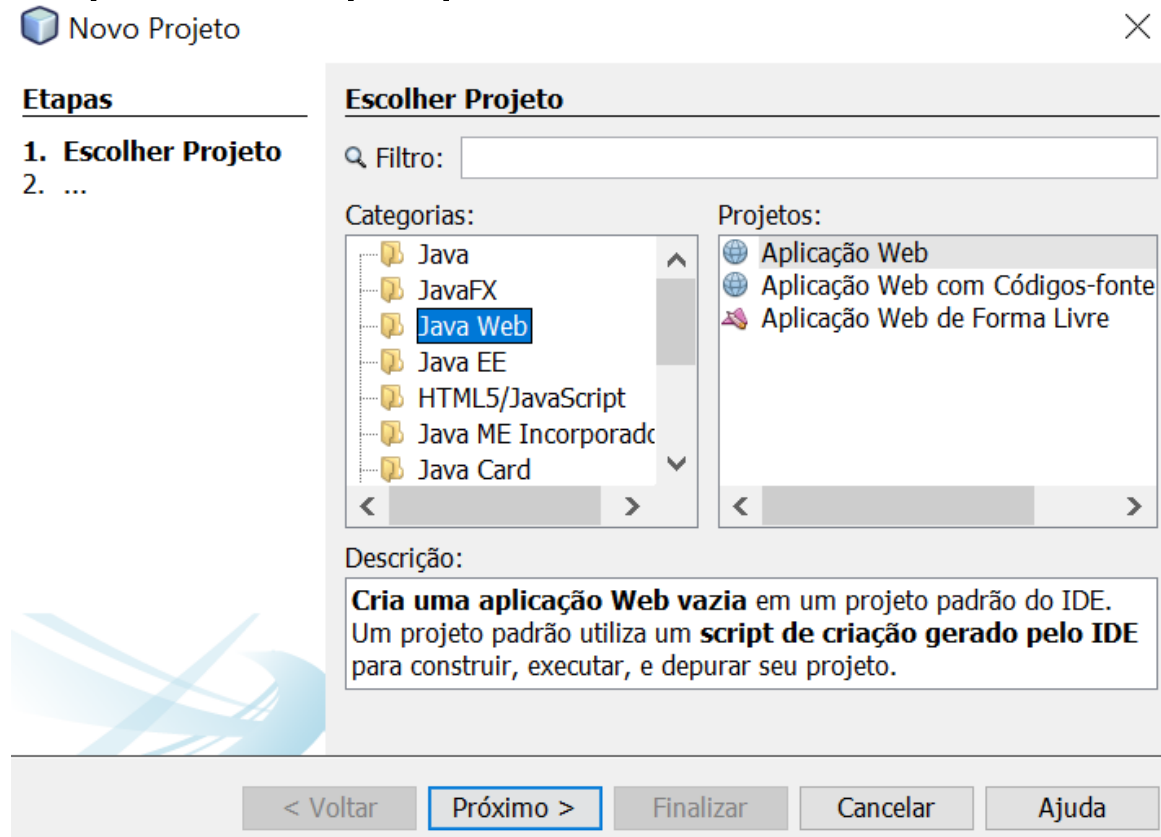 Novo Projeto
Etapas
1. Escolher Projeto
2. ...
Escolher Projeto
Filtro:
Categorias:
Java
JavaFX
Java Web
Java EE
HTML5/JavaScript
Java ME Incorporado
Java Card
Projetos:
Aplicação Web
Aplicação Web com Códigos-fonte
Aplicação Web de Forma Livre
Descrição:
Cria uma aplicação Web vazia em um projeto padrão do IDE.
Um projeto padrão utiliza um script de criação gerado pelo IDE
para construir, executar, e depurar seu projeto.
< Voltar
Próximo >
Finalizar
Cancelar
Ajuda